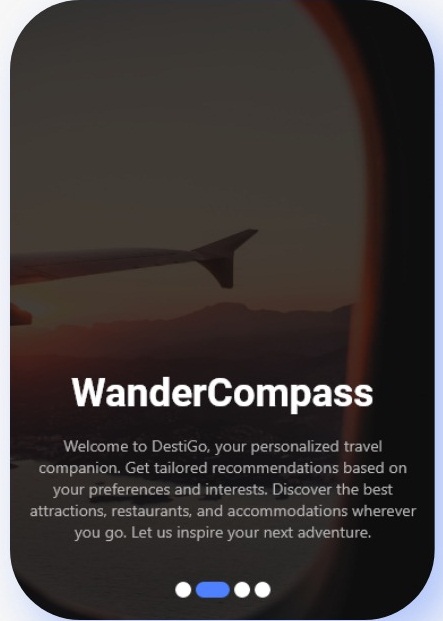 WanderCompass
Welcome to DestiGo, your personalized travel
companion. Get tailored recommendations based on
your preferences and interests. Discover the best
attractions, restaurants, and accommodations wherever
you go. Let us inspire your next adventure.